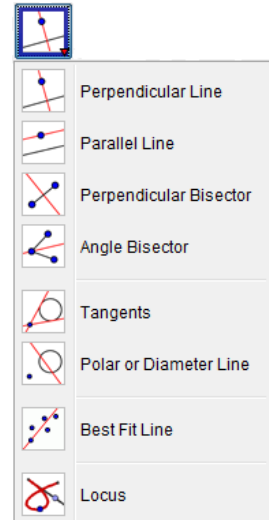 Perpendicular Line
Parallel Line
Perpendicular Bisector
Angle Bisector
Tangents
Polar or Diameter Line
Best Fit Line
Locus